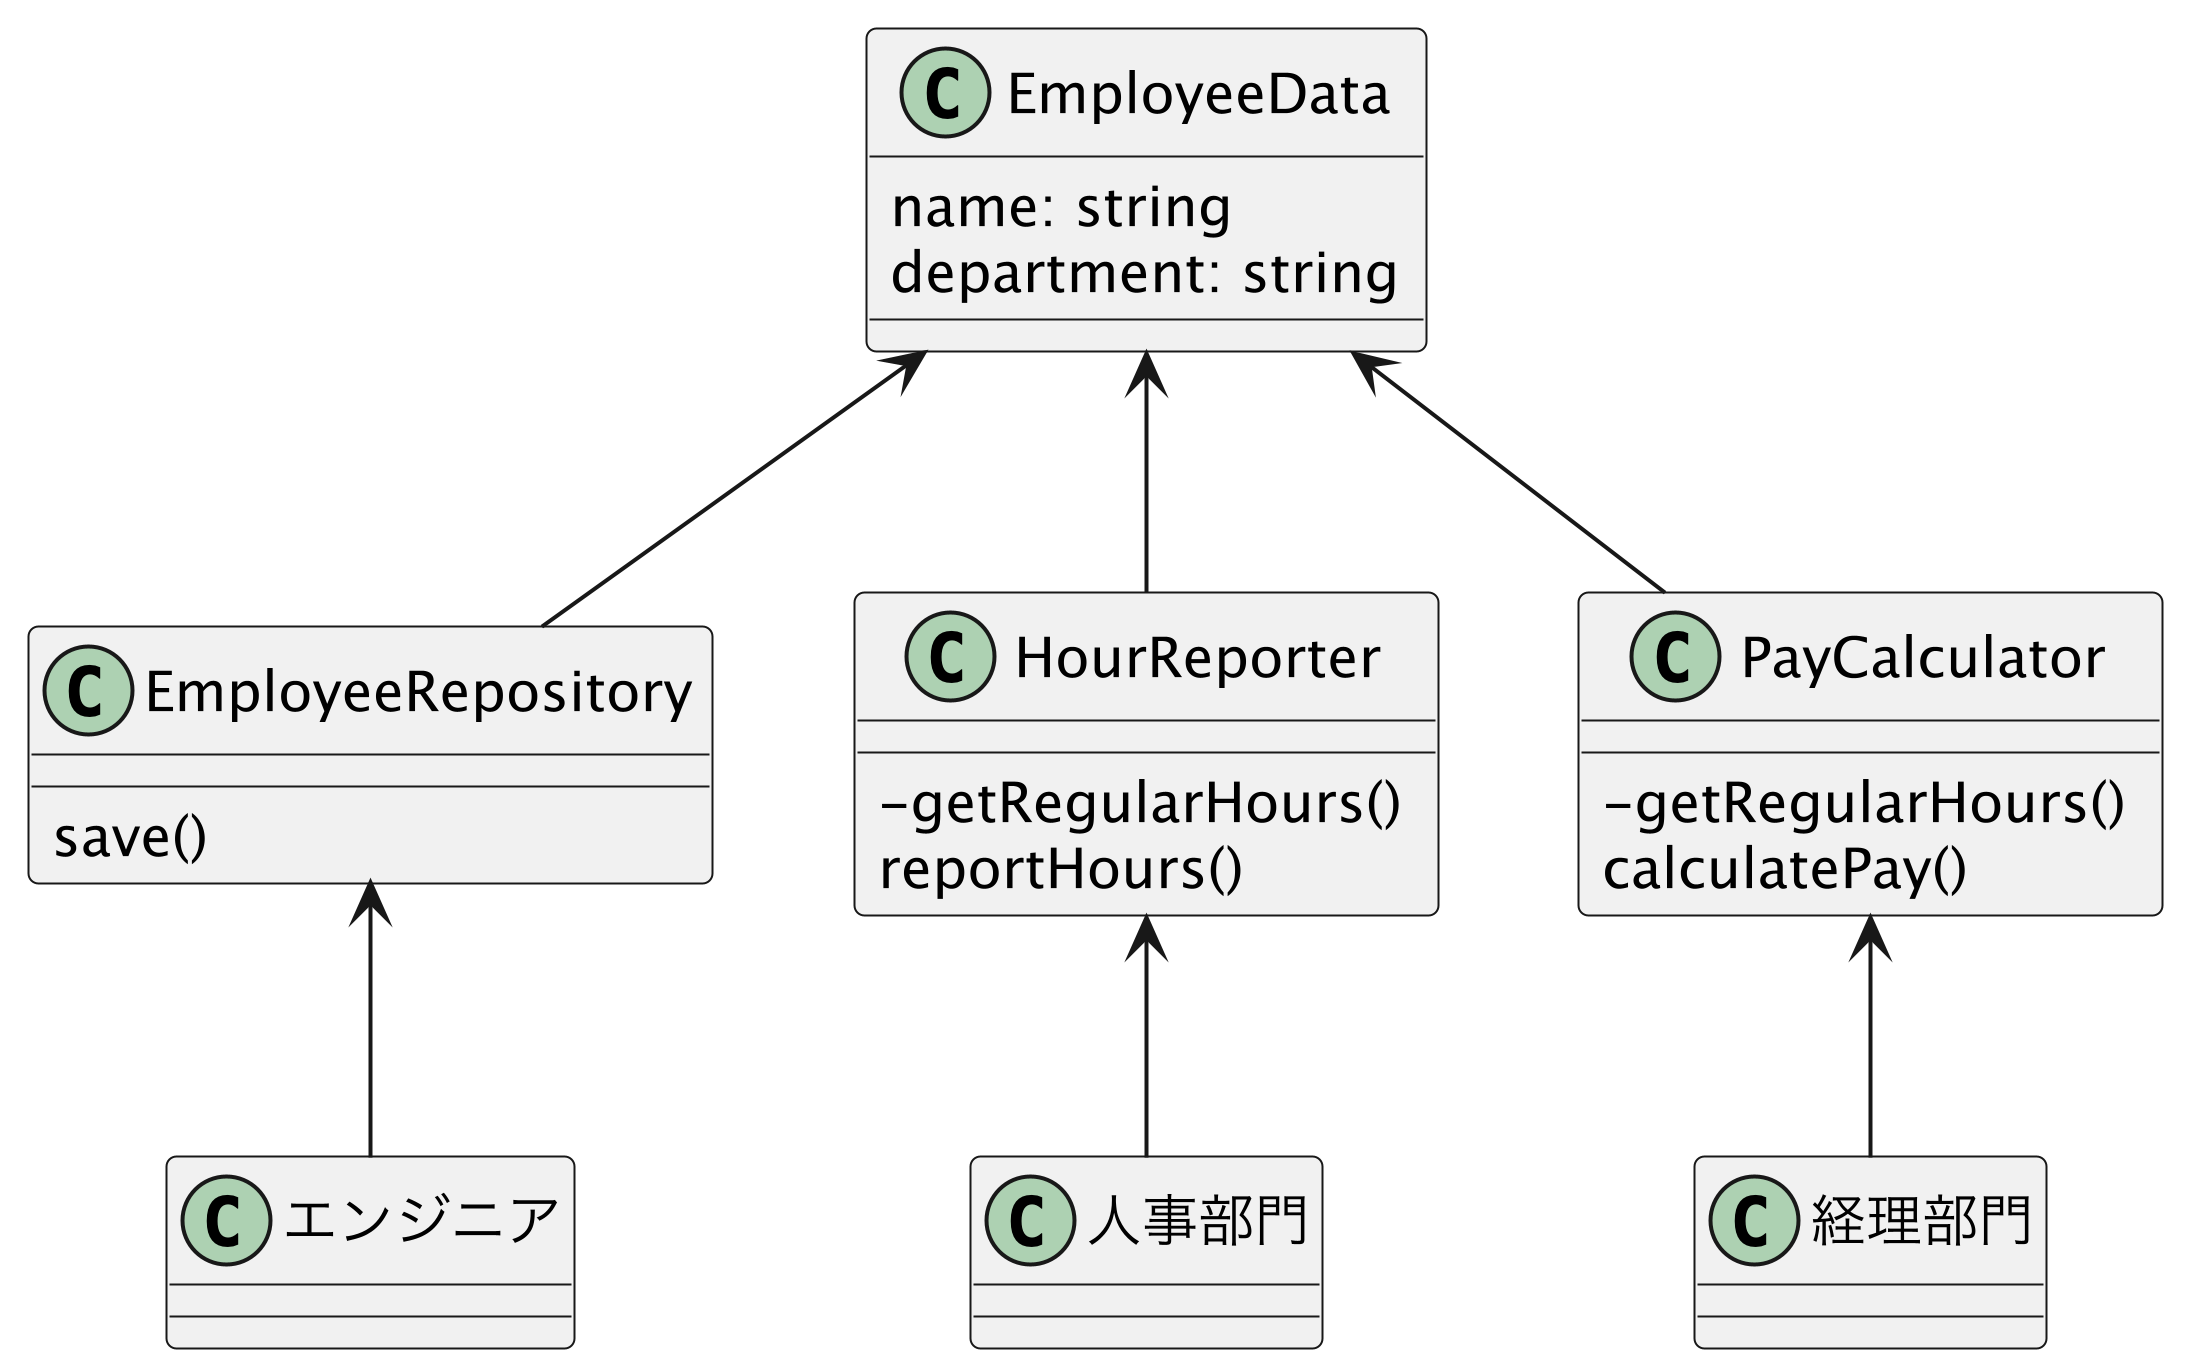 C EmployeeData
name: string
department: string
C EmployeeRepository
save()
C HourReporter
-getRegularHours()
reportHours()
C PayCalculator
-getRegularHours()
calculatePay()
C エンジニア
C 人事部門
C 経理部門